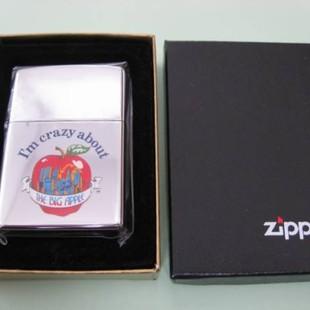 I'm crazy about
THE BIG APPLE
zippo